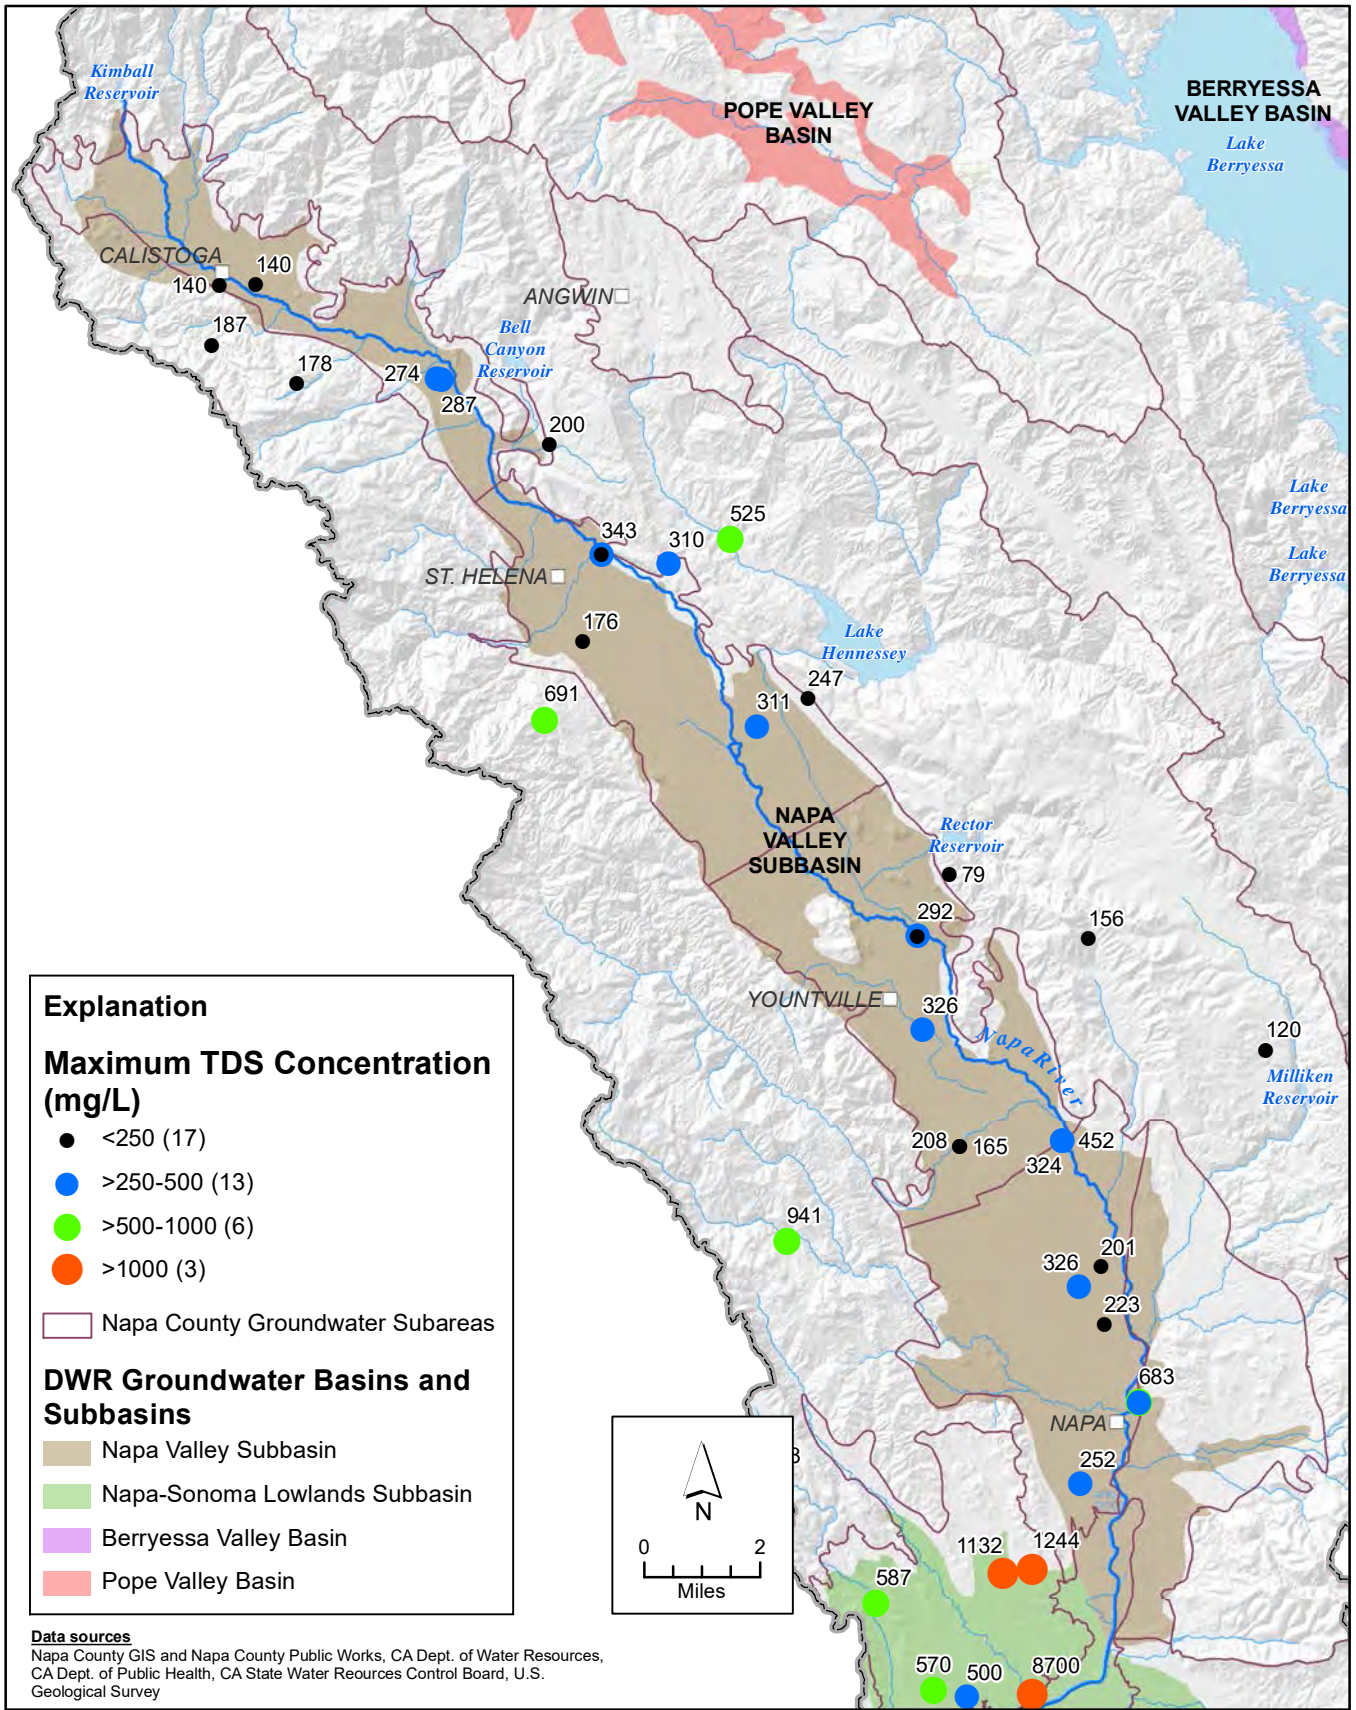 Kimball
Reservoir
POPE VALLEY
BASIN
BERRYESSA
VALLEY BASIN
Lake
Berryessa
CALISTOGA
140
140
ANGWIN
187
178
Bell
Canyon
Reservoir
274
287
200
Lake
Berryessa
525
343
310
Lake
Berryessa
ST. HELENA
176
Lake
Hennessey
247
691
311
NAPA
VALLEY
SUBBASIN
Rector
Reservoir
79
292
156
YOUNTVILLE
326
Napa River
120
Milliken
Reservoir
208
165
452
324
941
201
326
223
683
NAPA
252
3
1132
1244
587
570
500
8700
Explanation
Maximum TDS Concentration
(mg/L)
<250 (17)
>250-500 (13)
>500-1000 (6)
>1000 (3)
Napa County Groundwater Subareas
DWR Groundwater Basins and
Subbasins
Napa Valley Subbasin
Napa-Sonoma Lowlands Subbasin
Berryessa Valley Basin
Pope Valley Basin
N
0 2
Miles
Data sources
Napa County GIS and Napa County Public Works, CA Dept. of Water Resources,
CA Dept. of Public Health, CA State Water Reources Control Board, U.S.
Geological Survey